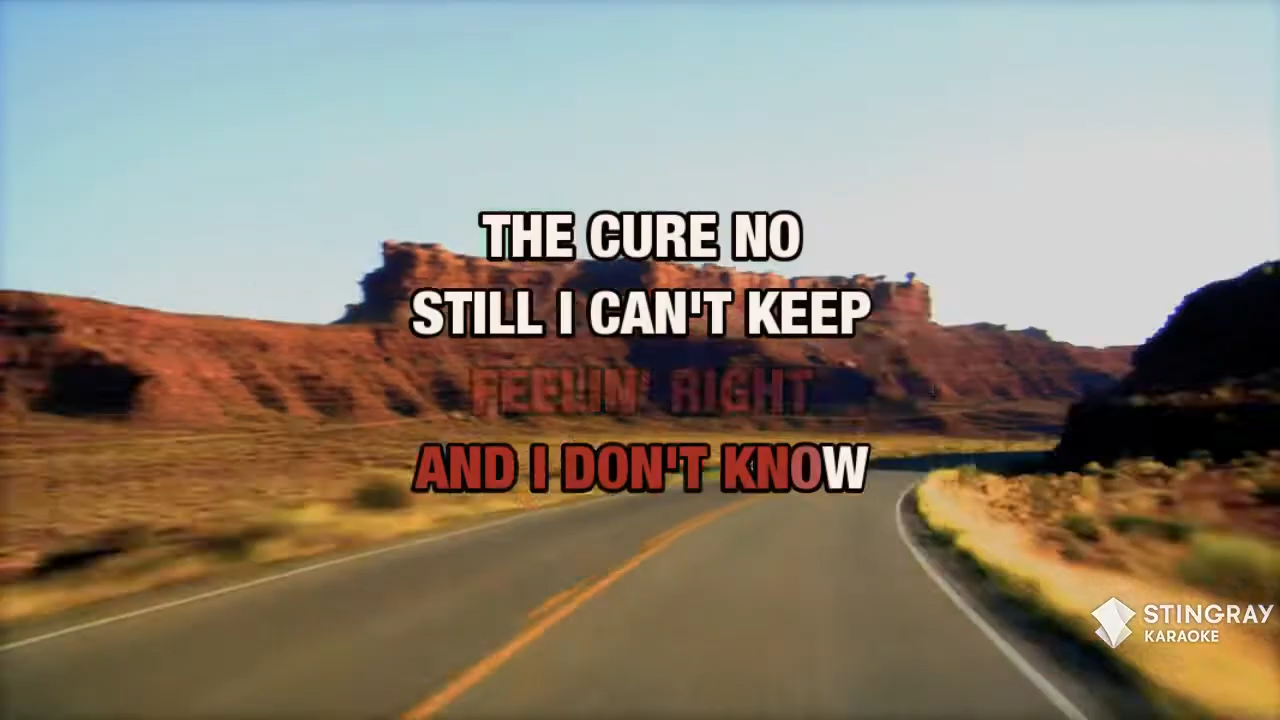 THE CURE NO
STILL I CAN'T KEEP
FEELIN' RIGHT
AND I DON'T KNOW
STINGRAY
KARAOKE